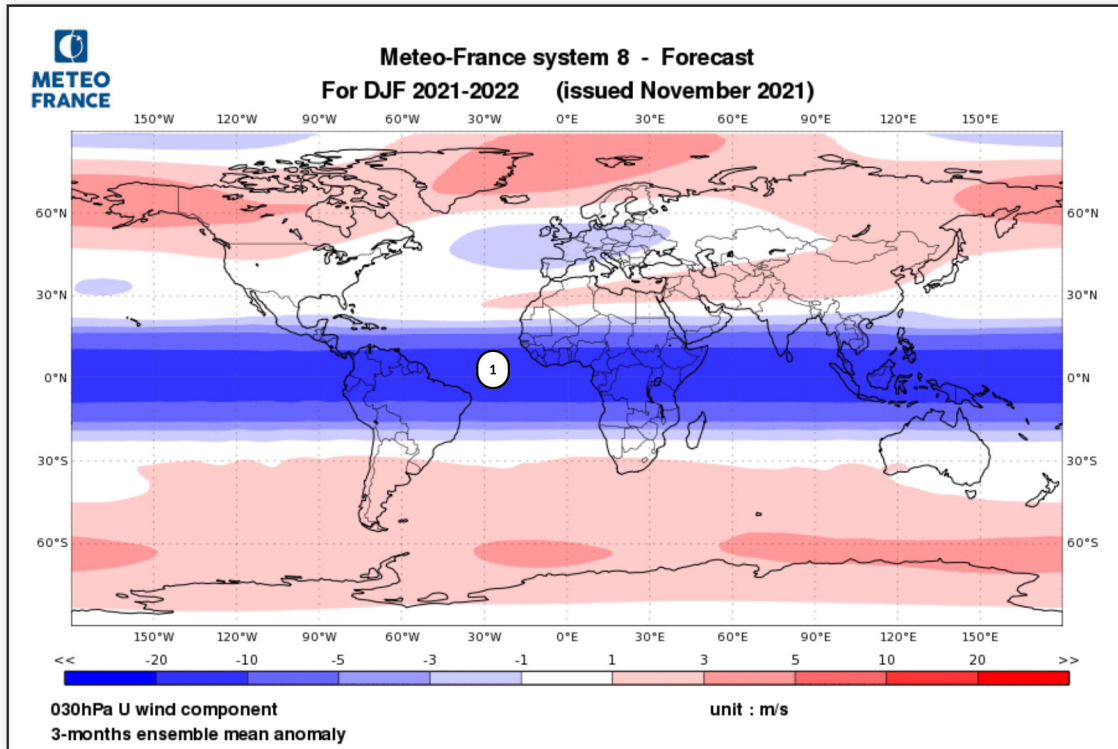 METEO
FRANCE
Meteo-France system 8 - Forecast
For DJF 2021-2022 (issued November 2021)
150°W 120°W 90°W 60°W 30°W 0°E 30°E 60°E 90°E 120°E 150°E
60°N 60°N
30°N 30°N
1
0°N 0°N
30°S 30°S
60°S 60°S
150°W 120°W 90°W 60°W 30°W 0°E 30°E 60°E 90°E 120°E 150°E
<< -20 -10 -5 -3 -1 1 3 5 10 20 >>
030hPa U wind component unit : m/s
3-months ensemble mean anomaly